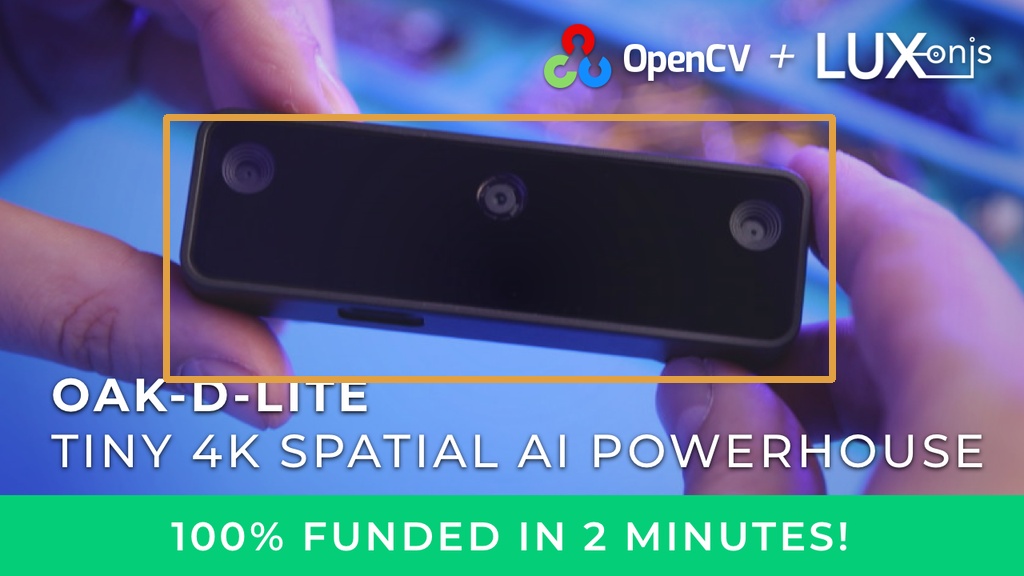 OpenCV + LUXonis
OAK-D-LITE
TINY 4K SPATIAL AI POWERHOUSE
100% FUNDED IN 2 MINUTES!